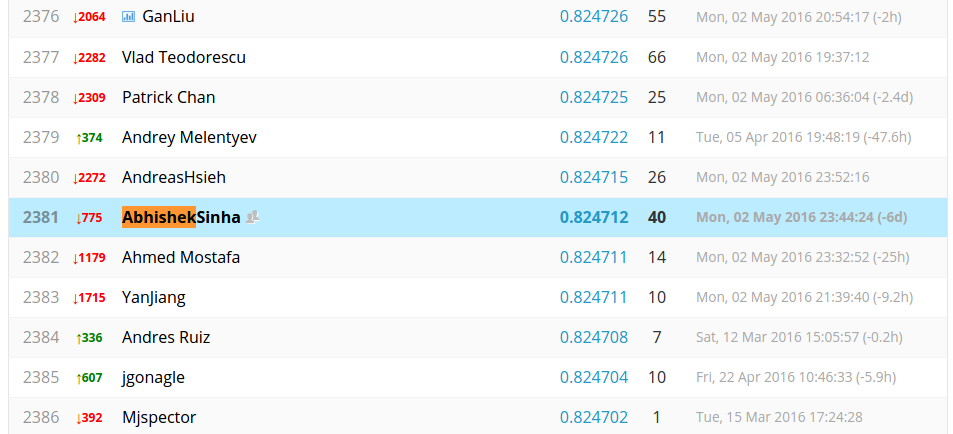 2376 ↓2064 GanLiu 0.824726 55 Mon, 02 May 2016 20:54:17 (-2h)
2377 ↓2282 Vlad Teodorescu 0.824726 66 Mon, 02 May 2016 19:37:12
2378 ↓2309 Patrick Chan 0.824725 25 Mon, 02 May 2016 06:36:04 (-2.4d)
2379 ↑374 Andrey Melentyev 0.824722 11 Tue, 05 Apr 2016 19:48:19 (-47.6h)
2380 ↓2272 AndreasHsieh 0.824715 26 Mon, 02 May 2016 23:52:16
2381 ↓775 AbhishekSinha 0.824712 40 Mon, 02 May 2016 23:44:24 (-6d)
2382 ↓1179 Ahmed Mostafa 0.824711 14 Mon, 02 May 2016 23:32:52 (-25h)
2383 ↓1715 YanJiang 0.824711 10 Mon, 02 May 2016 21:39:40 (-9.2h)
2384 ↑336 Andres Ruiz 0.824708 7 Sat, 12 Mar 2016 15:05:57 (-0.2h)
2385 ↑607 jgonagle 0.824704 10 Fri, 22 Apr 2016 10:46:33 (-5.9h)
2386 ↓392 Mjspector 0.824702 1 Tue, 15 Mar 2016 17:24:28